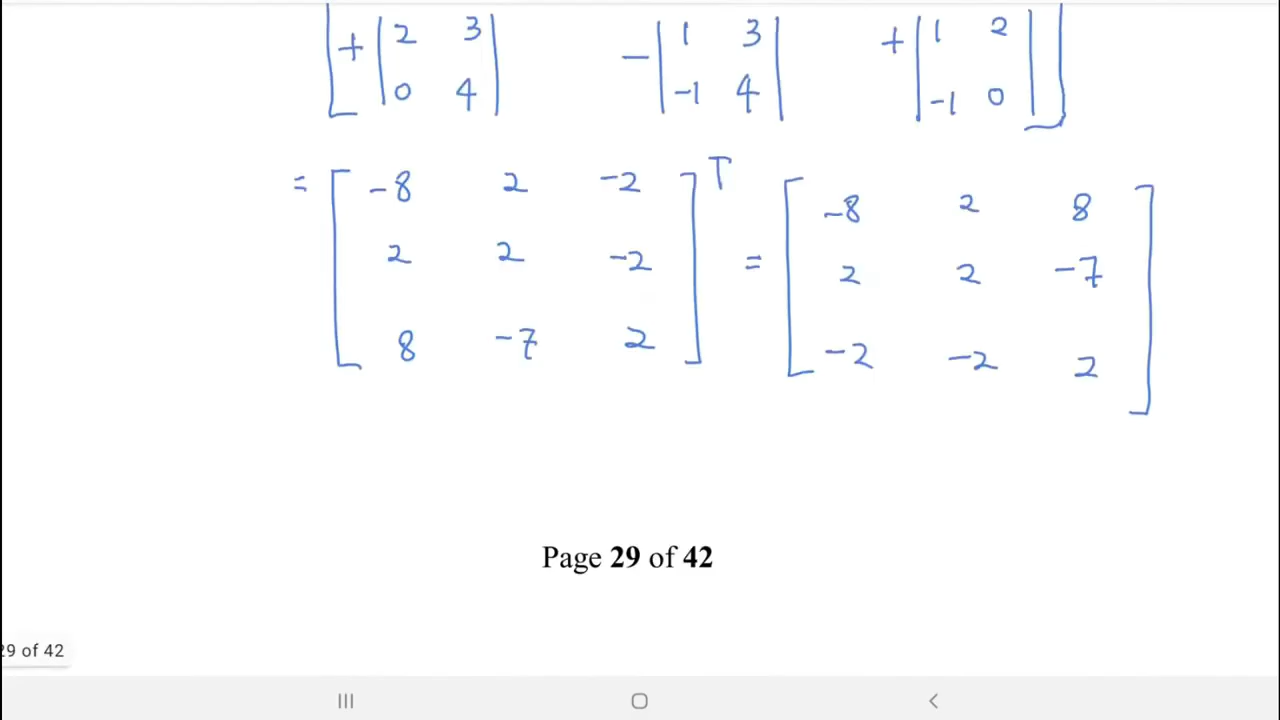 + | 2 3 | - | 1 3 | + | 1 2 |
| 0 4 | | -1 4 | | -1 0 |
-8 2 -2 T -8 2 8
= 2 2 -2 = 2 2 -7
8 -7 2 -2 -2 2
Page 29 of 42
29 of 42